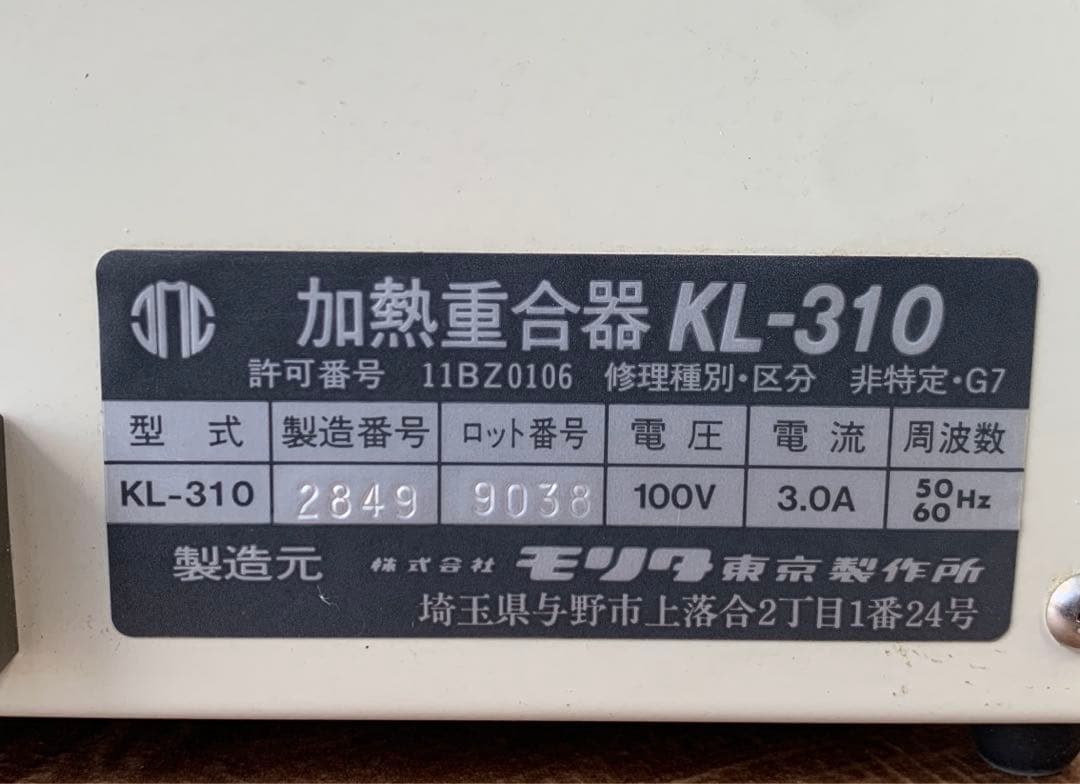 加熱重合器 KL-310
許可番号 11BZ0106 修理種別・区分 非特定・G7
型式 製造番号 ロット番号 電圧 電流 周波数
KL-310 2849 9038 100V 3.0A 50/60Hz
製造元 株式会社 モリタ東京製作所
埼玉県与野市上落合2丁目1番24号